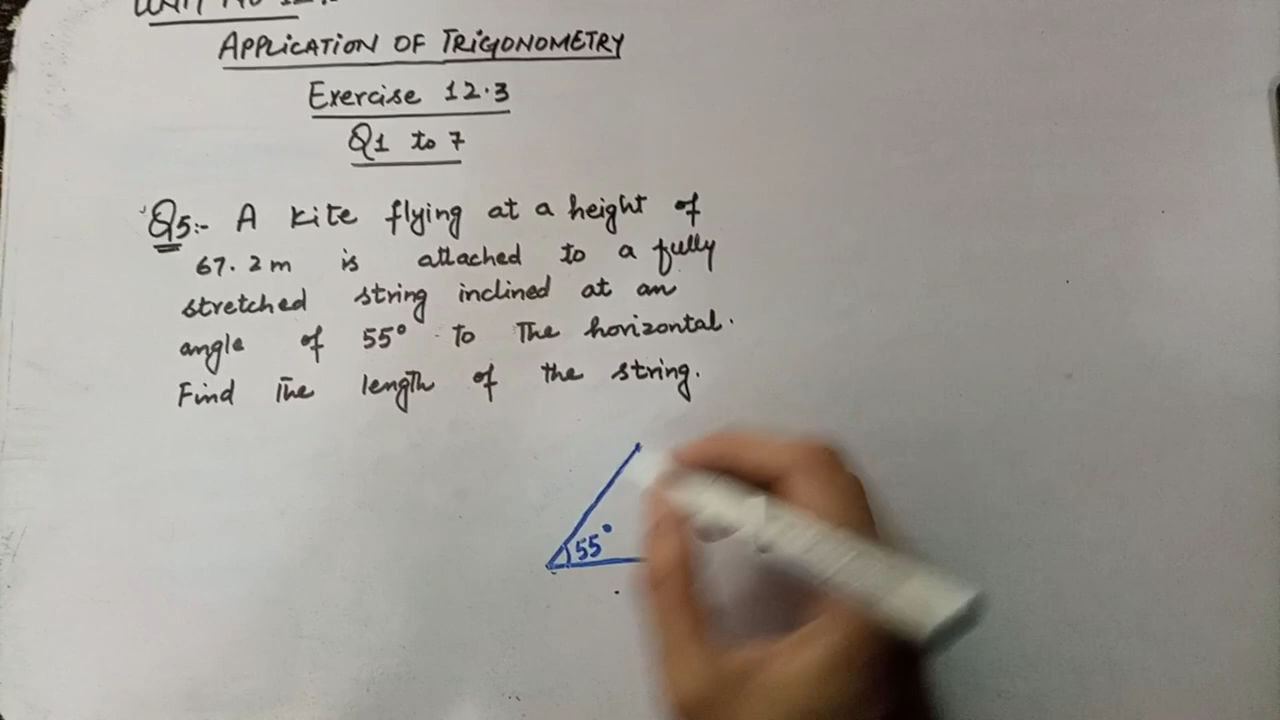 APPLICATION OF TRIGONOMETRY
Exercise 12.3
Q1 to 7
Q5:- A kite flying at a height of
67.2m is attached to a fully
stretched string inclined at an
angle of 55° to the horizontal.
Find the length of the string.
55°